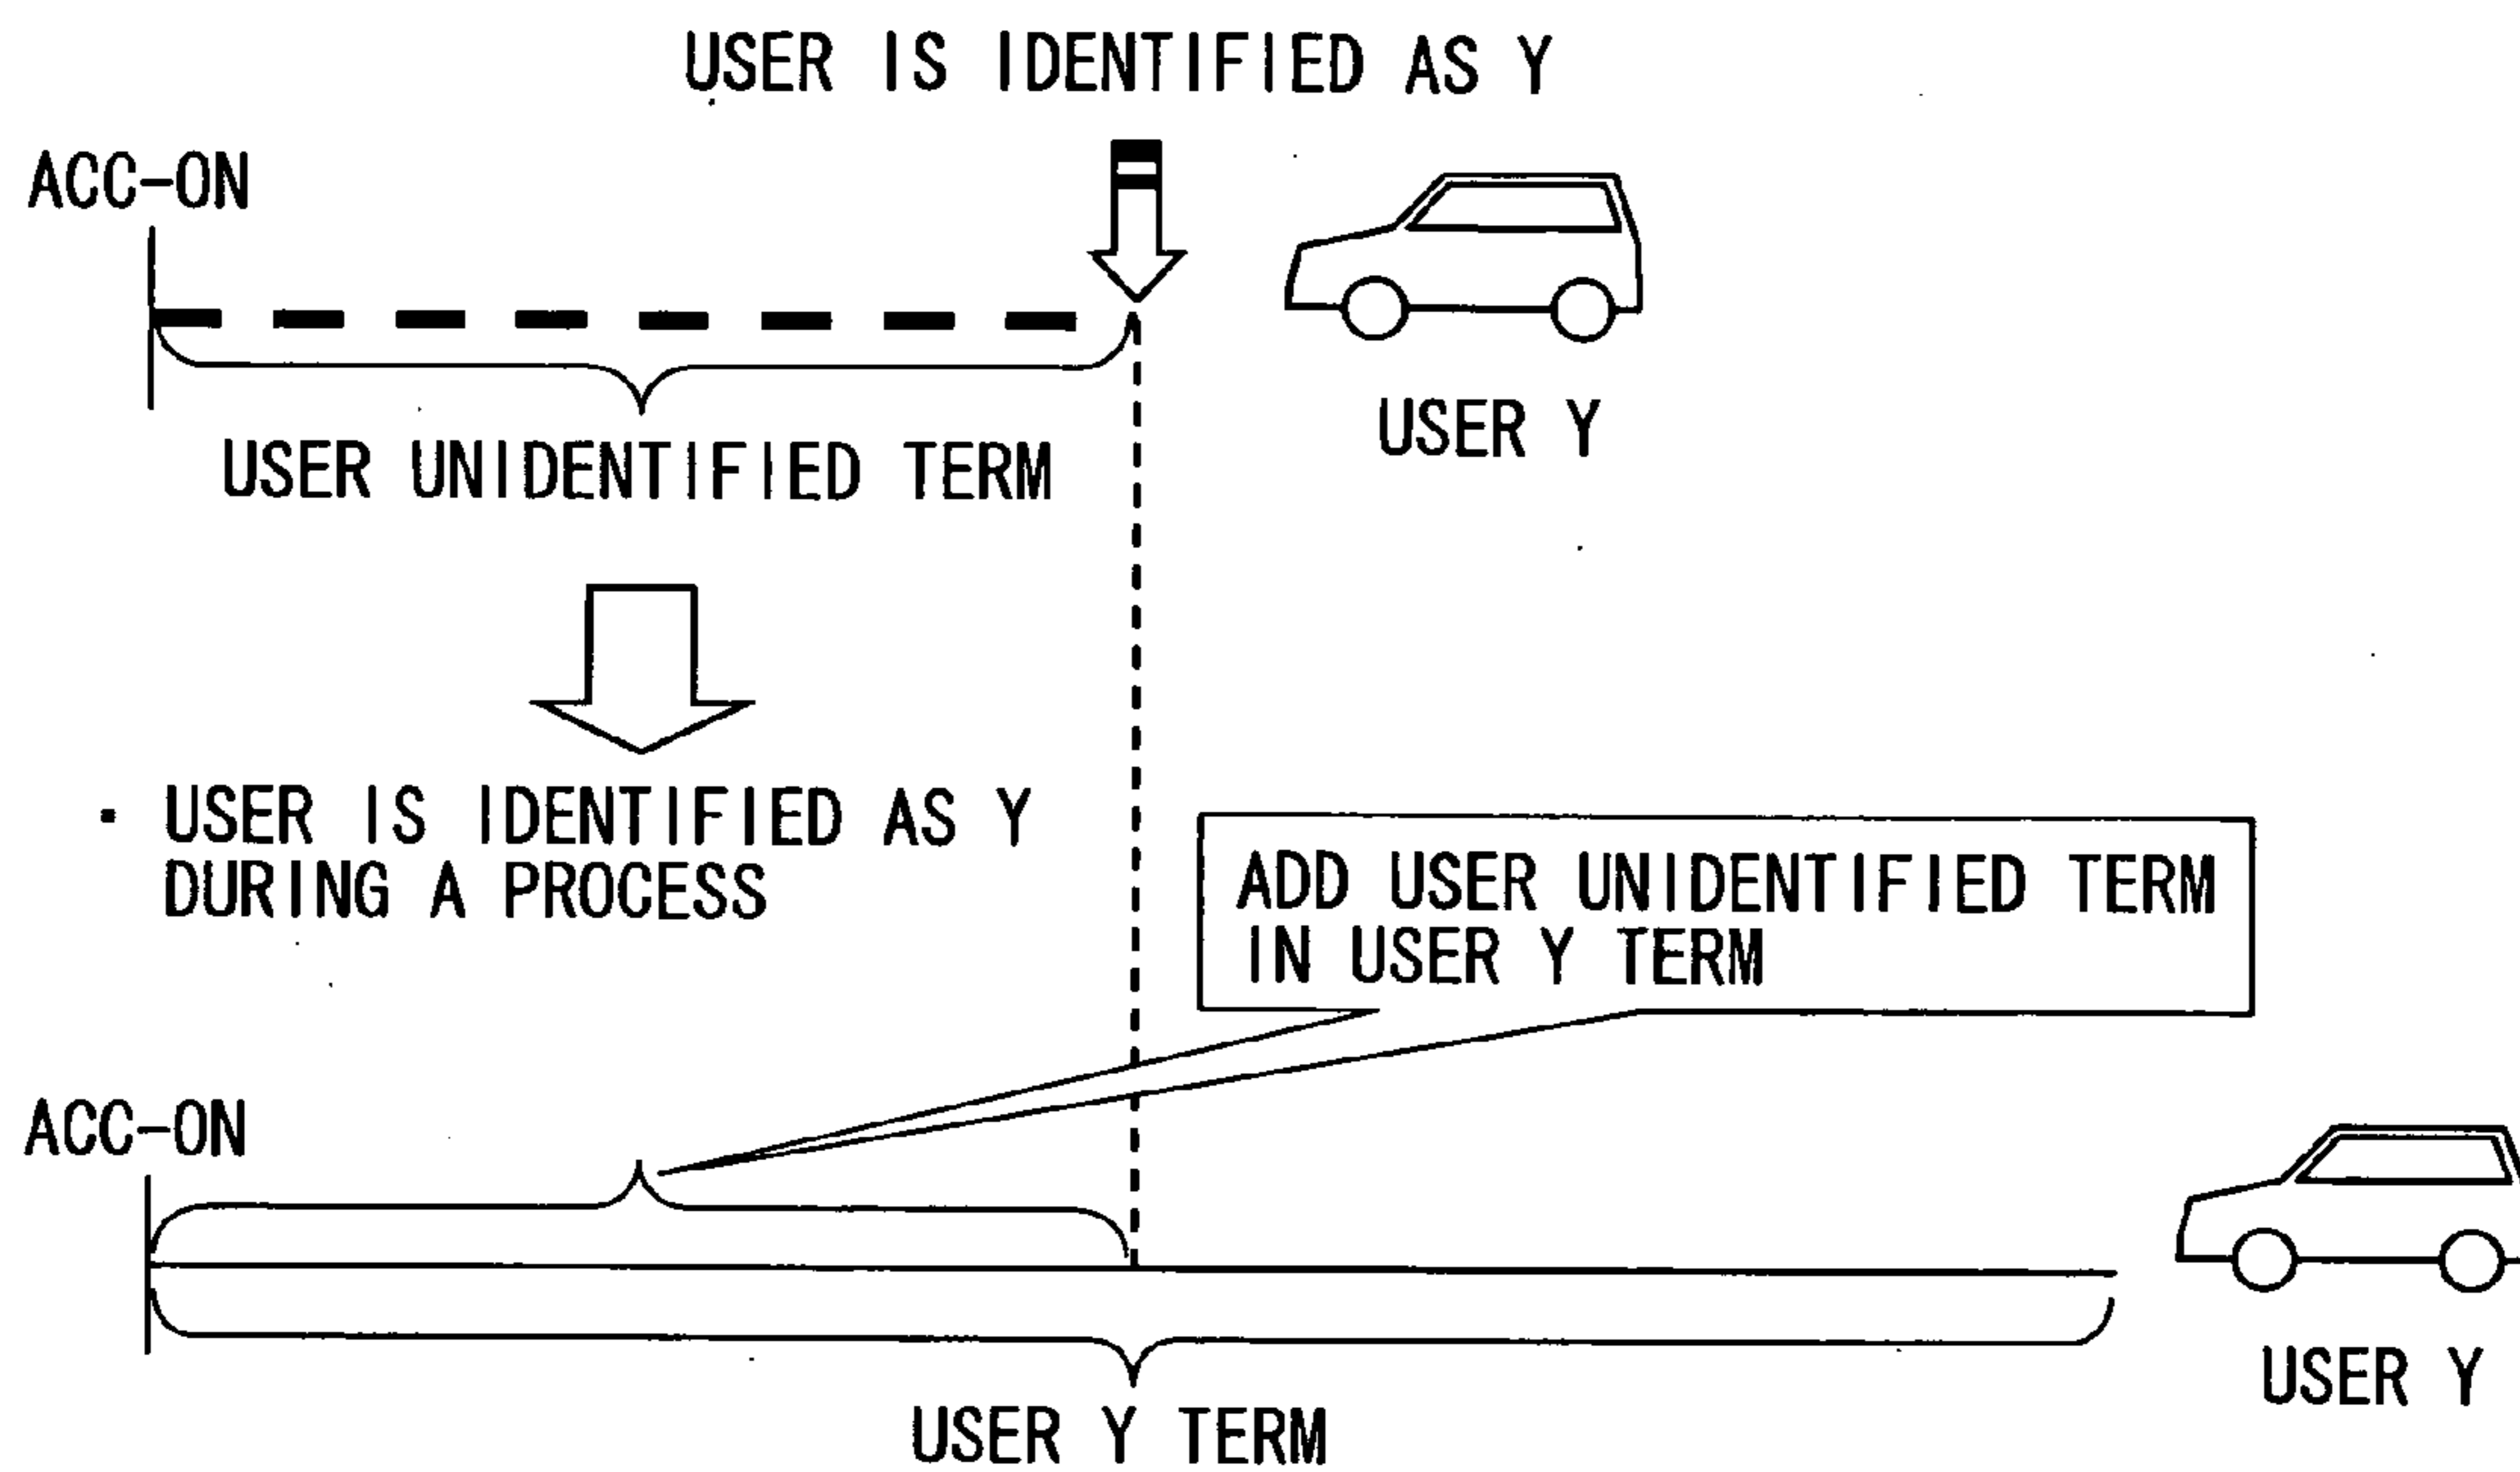 USER IS IDENTIFIED AS Y
ACC-ON
USER Y
USER UNIDENTIFIED TERM
· USER IS IDENTIFIED AS Y
DURING A PROCESS
ADD USER UNIDENTIFIED TERM
IN USER Y TERM
ACC-ON
USER Y
USER Y TERM